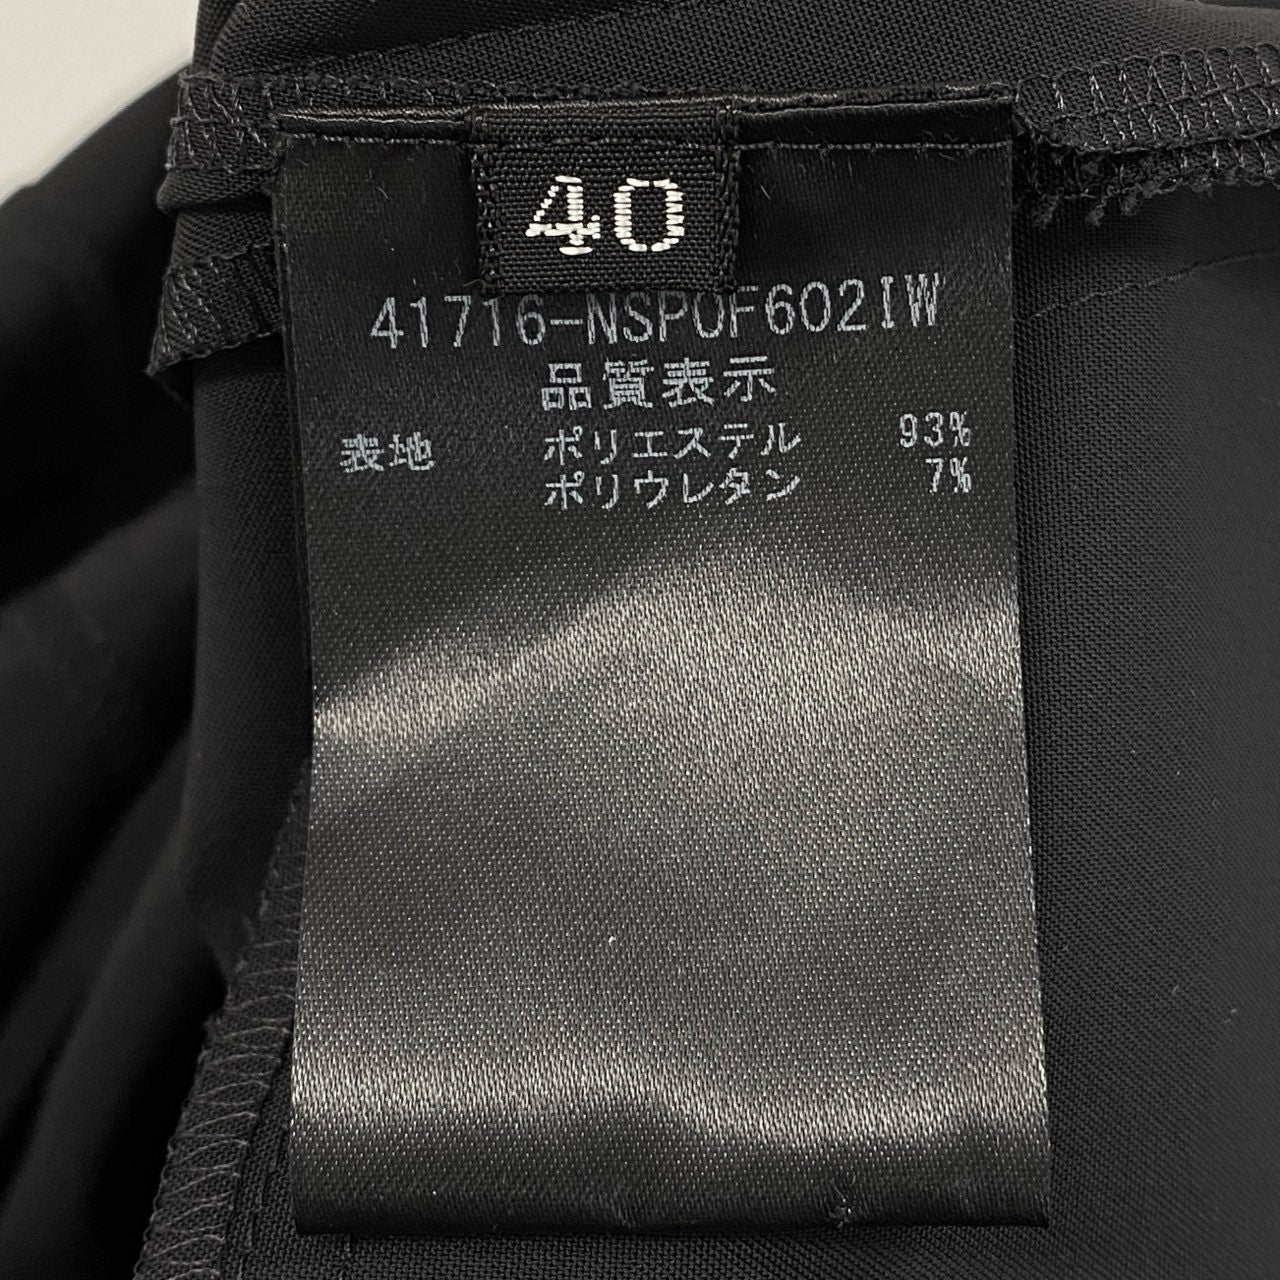 40
41716-NSPOF602IW
品質表示
表地 ポリエステル 93%
ポリウレタン 7%